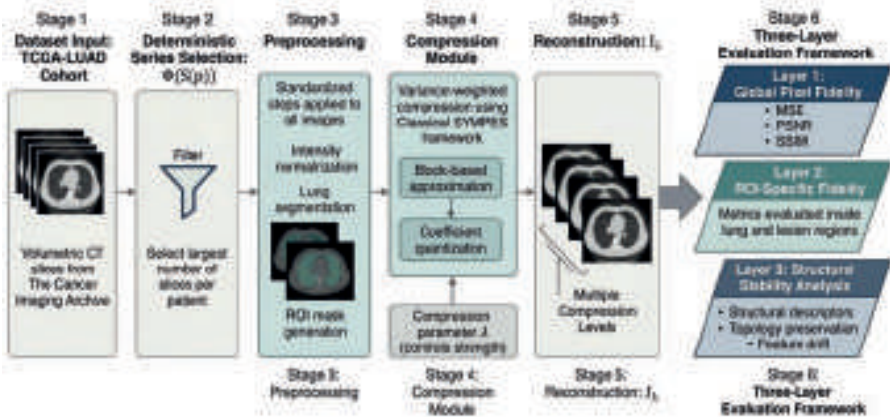 Stage 1
Dataset Input:
TCGA-LUAD
Cohort
Volumetric CT
slices from
The Cancer
Imaging Archive
Stage 2
Deterministic
Series Selection:
Φ(S(p))
Filter
Select largest
number of
slices per
patient
Stage 3
Preprocessing
Standardized
steps applied to
all images
Intensity
normalization
Lung
segmentation
ROI mask
generation
Stage 3:
Preprocessing
Stage 4
Compression
Module
Variance-weighted
compression using
Classical SYMPES
framework
Block-based
approximation
Coefficient
quantization
Compression
parameter λ
(controls strength)
Stage 4:
Compression
Module
Stage 5
Reconstruction:
Multiple
Compression
Levels
Stage 5:
Reconstruction:
Stage 6
Three-Layer
Evaluation Framework
Layer 1:
Global Pixel Fidelity
• MSE
• PSNR
• SSIM
Layer 2:
ROI-Specific Fidelity
Metrics evaluated inside
lung and lesion regions
Layer 3: Structural
Stability Analysis
• Structural descriptors
• Topology preservation
– Feature drift
Stage 6:
Three-Layer
Evaluation Framework